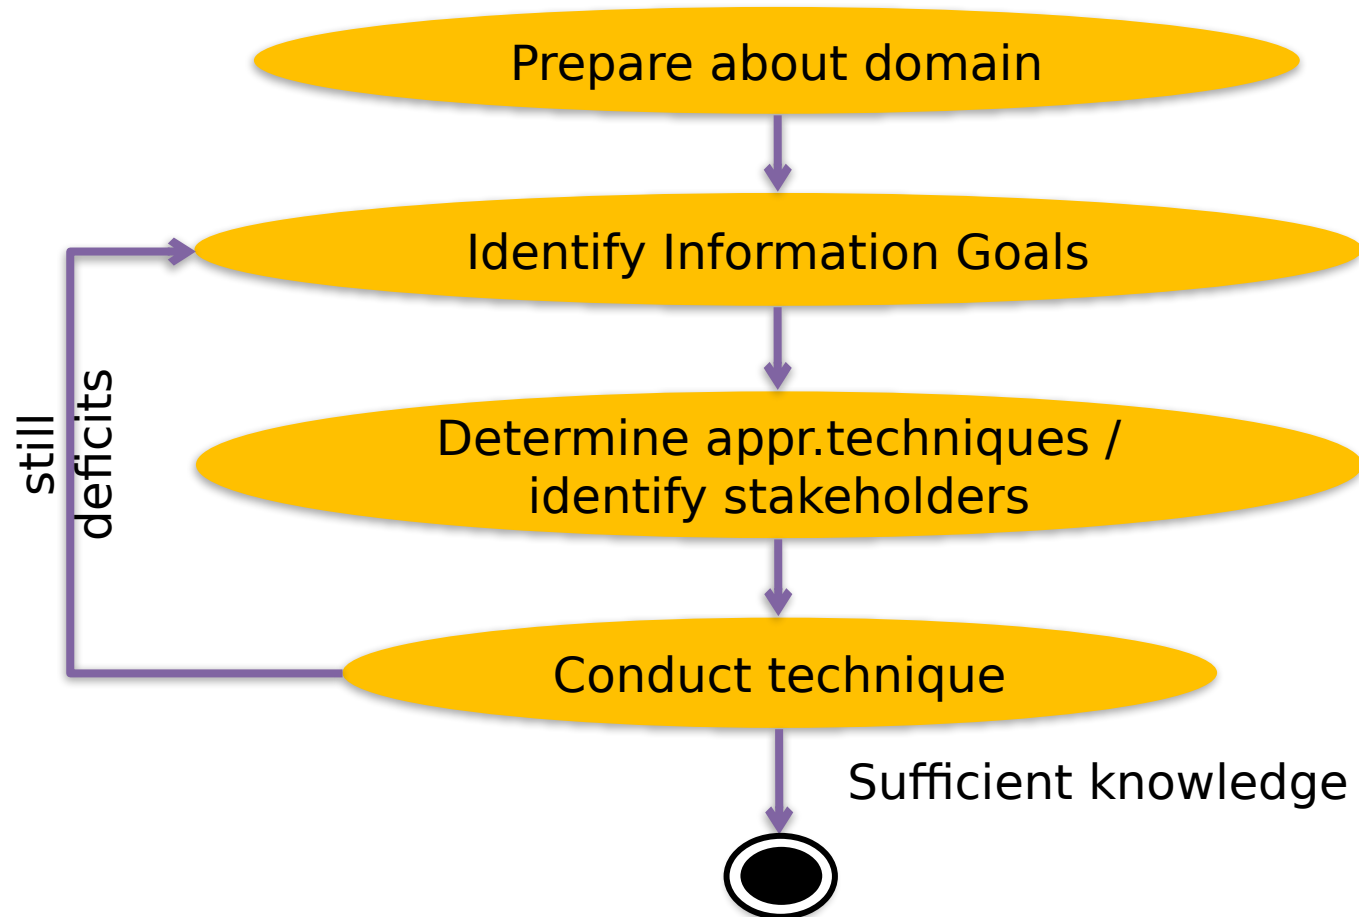 Prepare about domain
Identify Information Goals
still
deficits
Determine appr.techniques /
identify stakeholders
Conduct technique
Sufficient knowledge